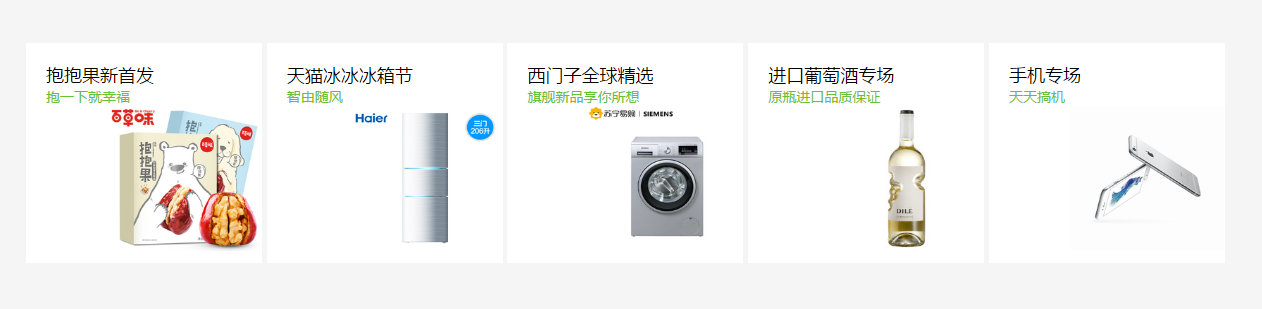 抱抱果新首发
抱一下就幸福
百草味
抱抱果
天猫冰冰冰箱节
智由随风
Haier
三门
206升
西门子全球精选
旗舰新品享你所想
苏宁易购 | SIEMENS
进口葡萄酒专场
原瓶进口品质保证
DILÉ
手机专场
天天搞机